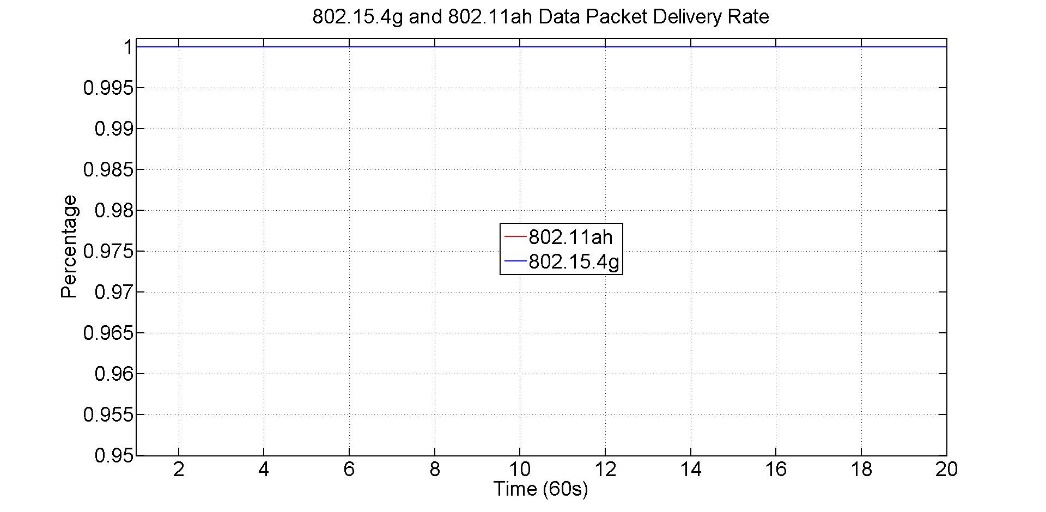 802.15.4g and 802.11ah Data Packet Delivery Rate
1
0.995
0.99
0.985
0.98
0.975
0.97
0.965
0.96
0.955
0.95
Percentage
802.11ah
802.15.4g
2 4 6 8 10 12 14 16 18 20
Time (60s)